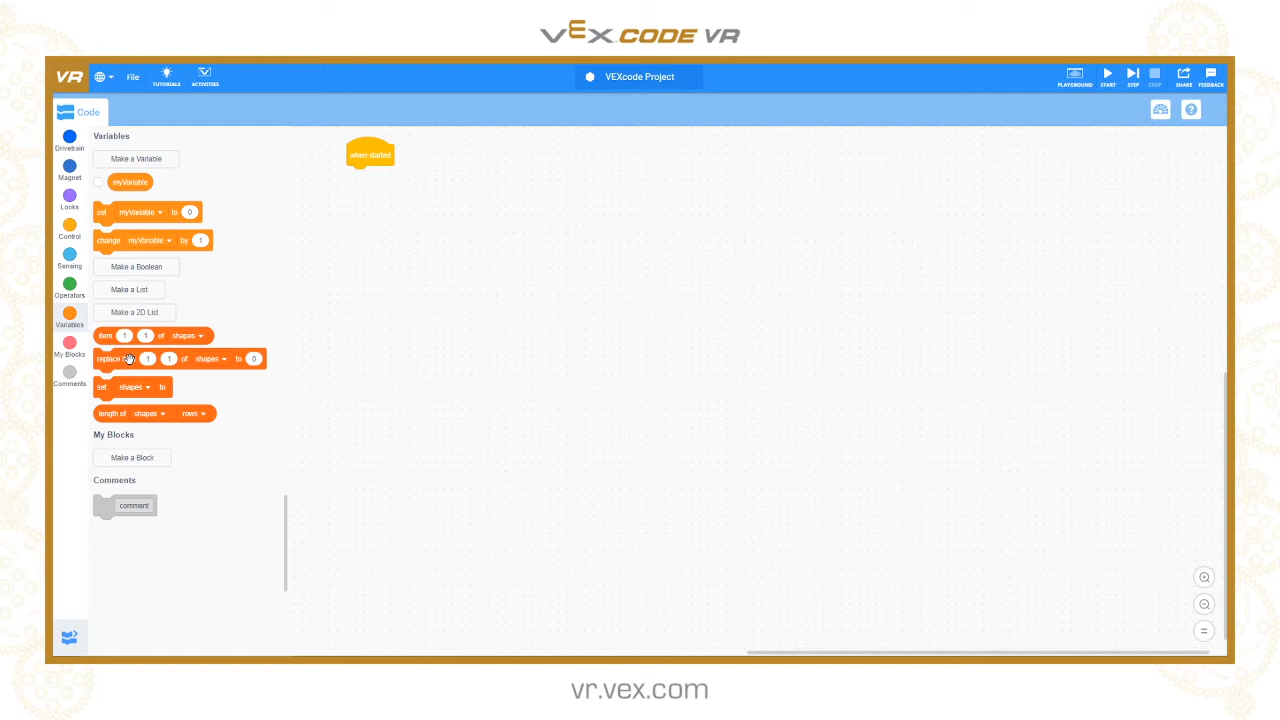 VEX CODE VR
VR File TUTORIALS ACTIVITIES VEXcode Project PLAYGROUND START STEP STOP SHARE FEEDBACK
Code ?
Drivetrain
Magnet
Looks
Control
Sensing
Operators
Variables
My Blocks
Comments
Variables
Make a Variable
myVariable
set myVariable to 0
change myVariable by 1
Make a Boolean
Make a List
Make a 2D List
item 1 1 of shapes
replace 1 1 of shapes to 0
set shapes to
length of shapes rows
My Blocks
Make a Block
Comments
comment
when started
vr.vex.com